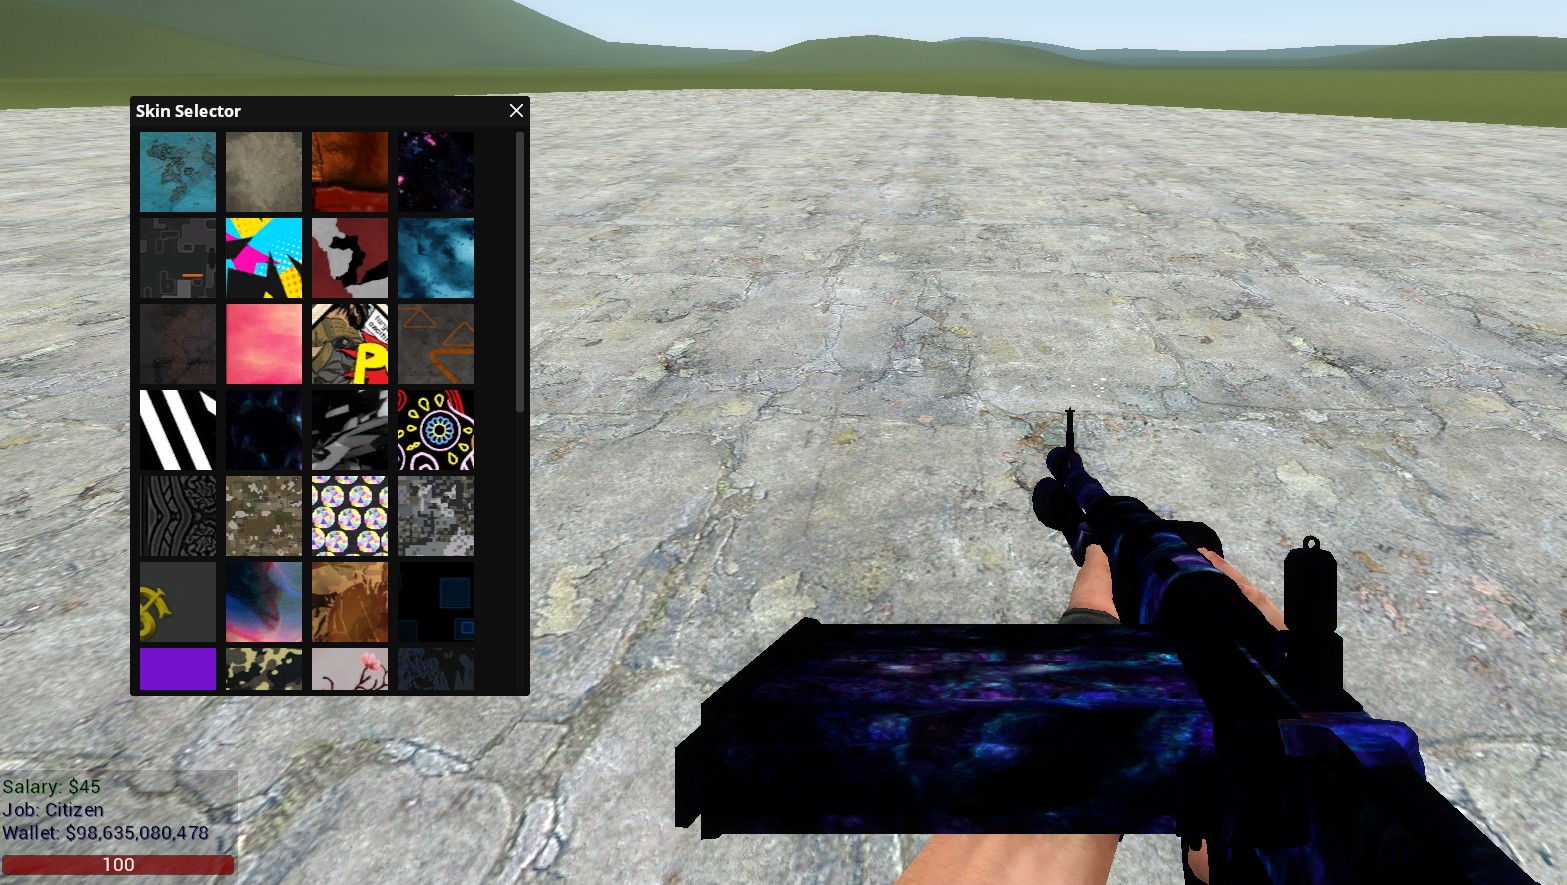 Skin Selector
P
Salary: $45
Job: Citizen
Wallet: $98,635,080,478
100